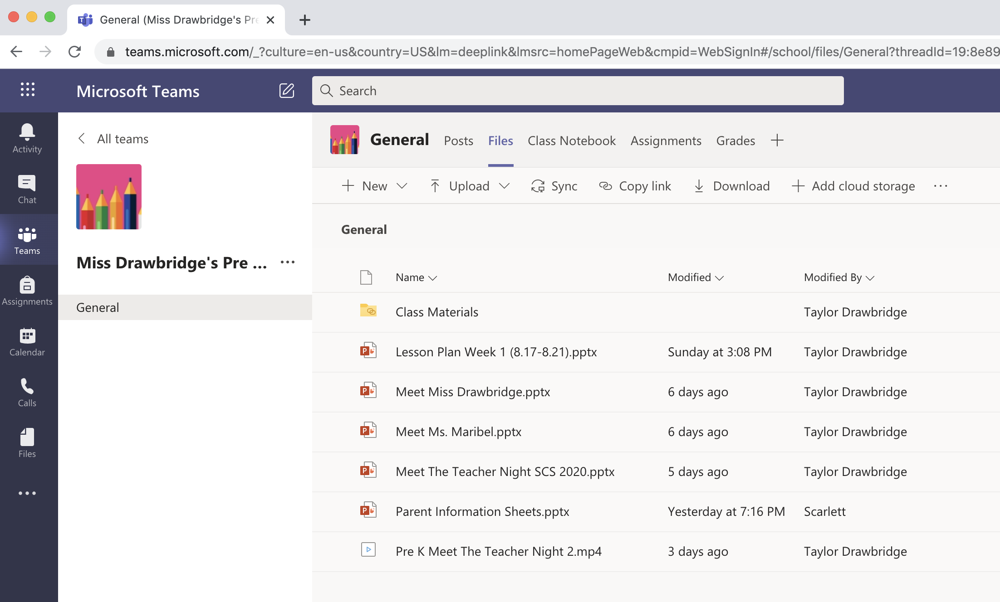 General (Miss Drawbridge's Pre
teams.microsoft.com/_?culture=en-us&country=US&lm=deeplink&lmsrc=homePageWeb&cmpid=WebSignIn#/school/files/General?threadId=19:8e89
Microsoft Teams
Search
Activity
Chat
Teams
Assignments
Calendar
Calls
Files
All teams
Miss Drawbridge's Pre ...
General
General Posts Files Class Notebook Assignments Grades
New Upload Sync Copy link Download Add cloud storage
General
Name Modified Modified By
Class Materials Taylor Drawbridge
Lesson Plan Week 1 (8.17-8.21).pptx Sunday at 3:08 PM Taylor Drawbridge
Meet Miss Drawbridge.pptx 6 days ago Taylor Drawbridge
Meet Ms. Maribel.pptx 6 days ago Taylor Drawbridge
Meet The Teacher Night SCS 2020.pptx 5 days ago Taylor Drawbridge
Parent Information Sheets.pptx Yesterday at 7:16 PM Scarlett
Pre K Meet The Teacher Night 2.mp4 3 days ago Taylor Drawbridge